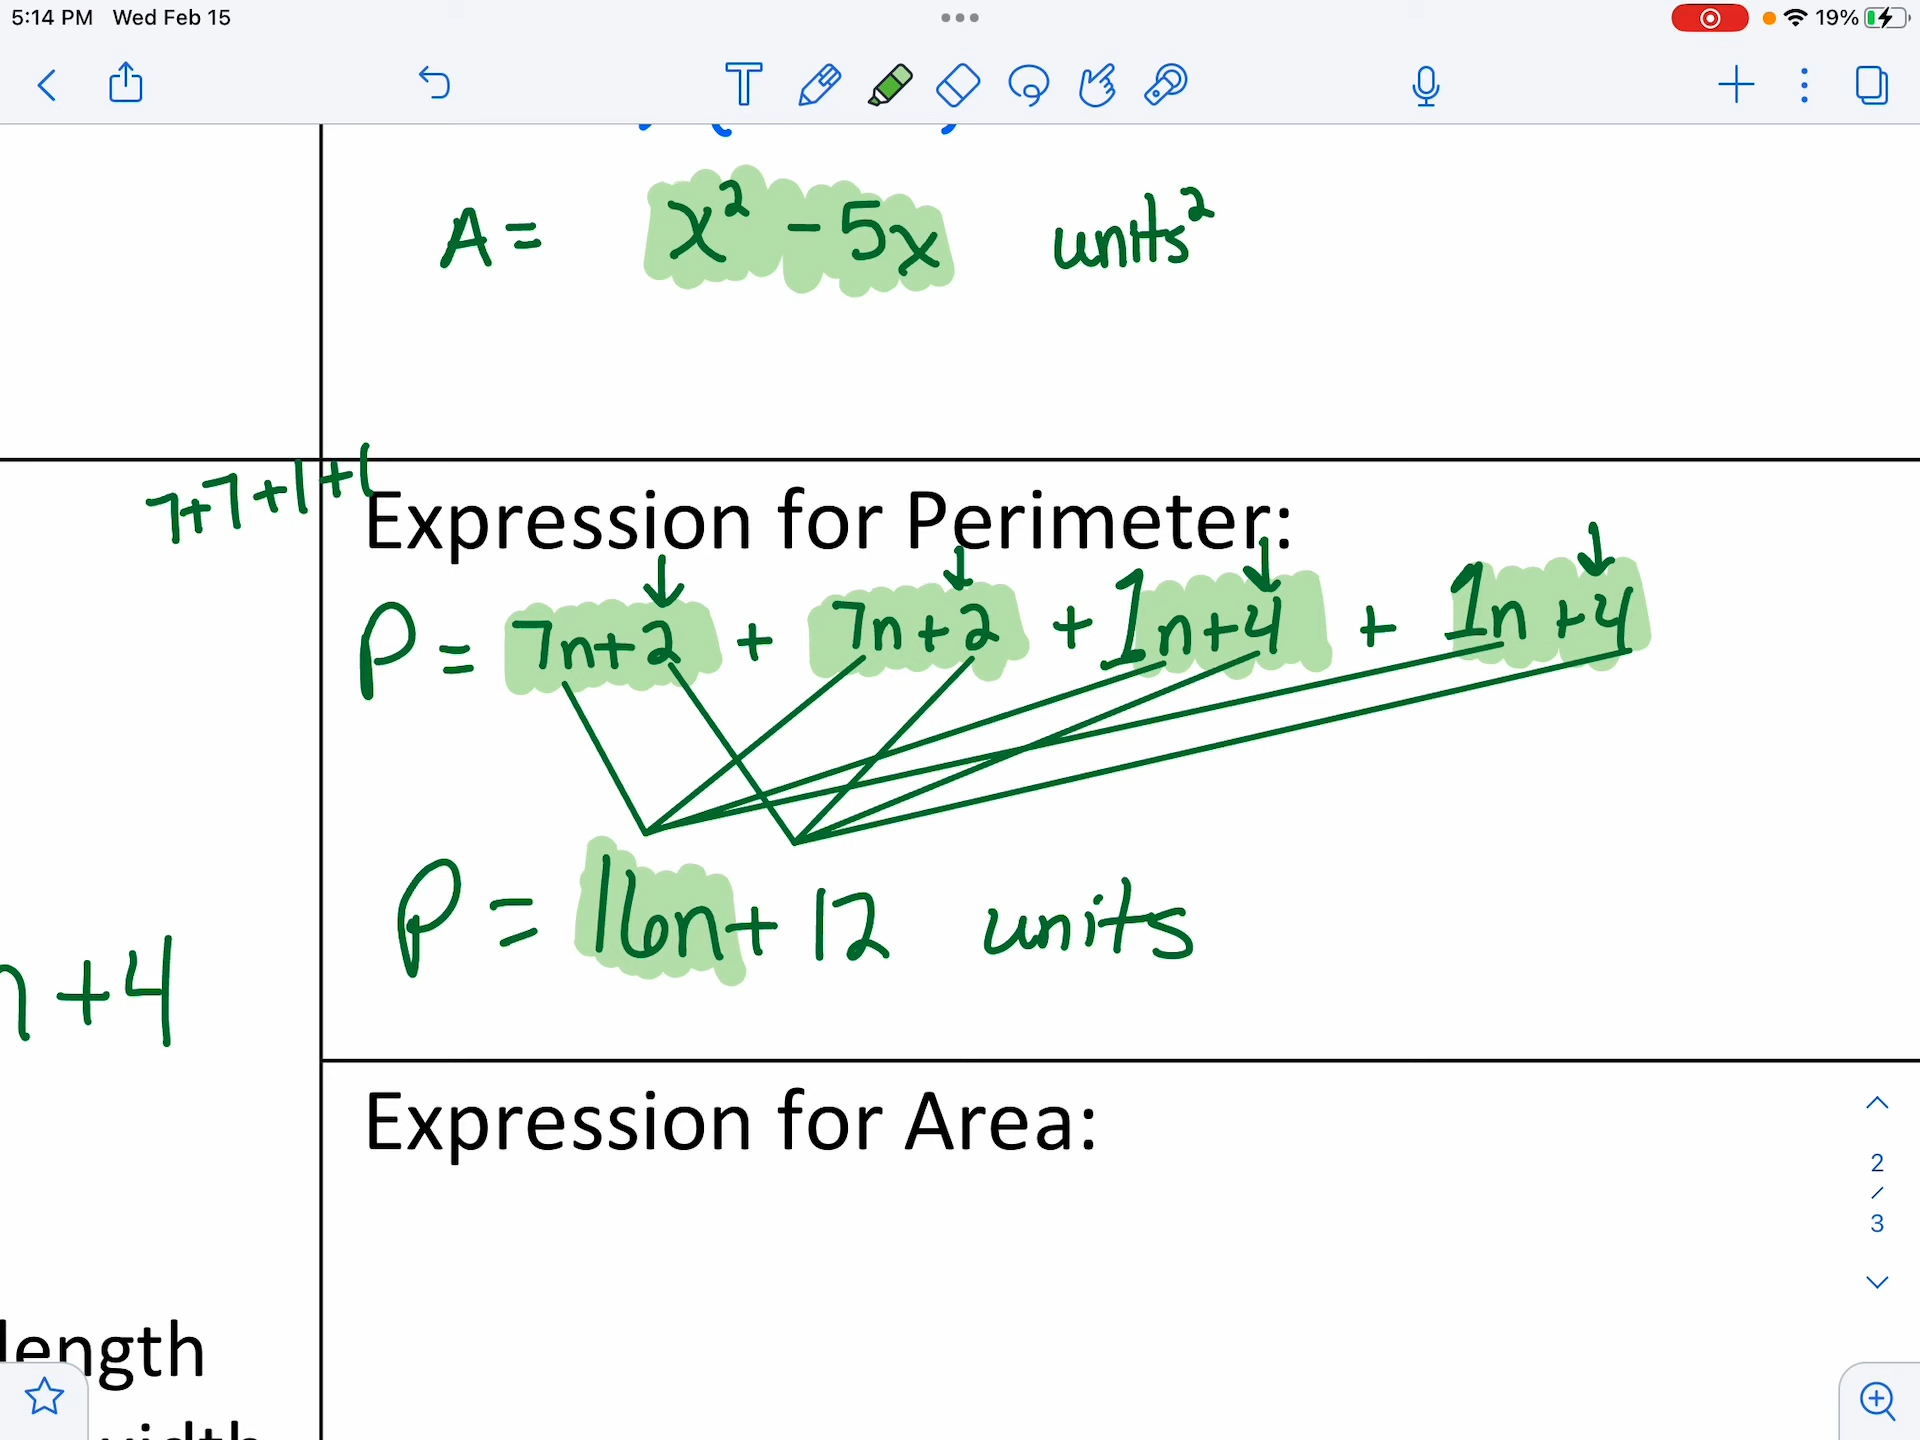 5:14 PM Wed Feb 15
19%
T
A = x² - 5x units²
7+7+1+1
Expression for Perimeter:
P = 7n+2 + 7n+2 + 1n+4 + 1n+4
P = 16n + 12 units
n + 4
Expression for Area:
2
/
3
length
width